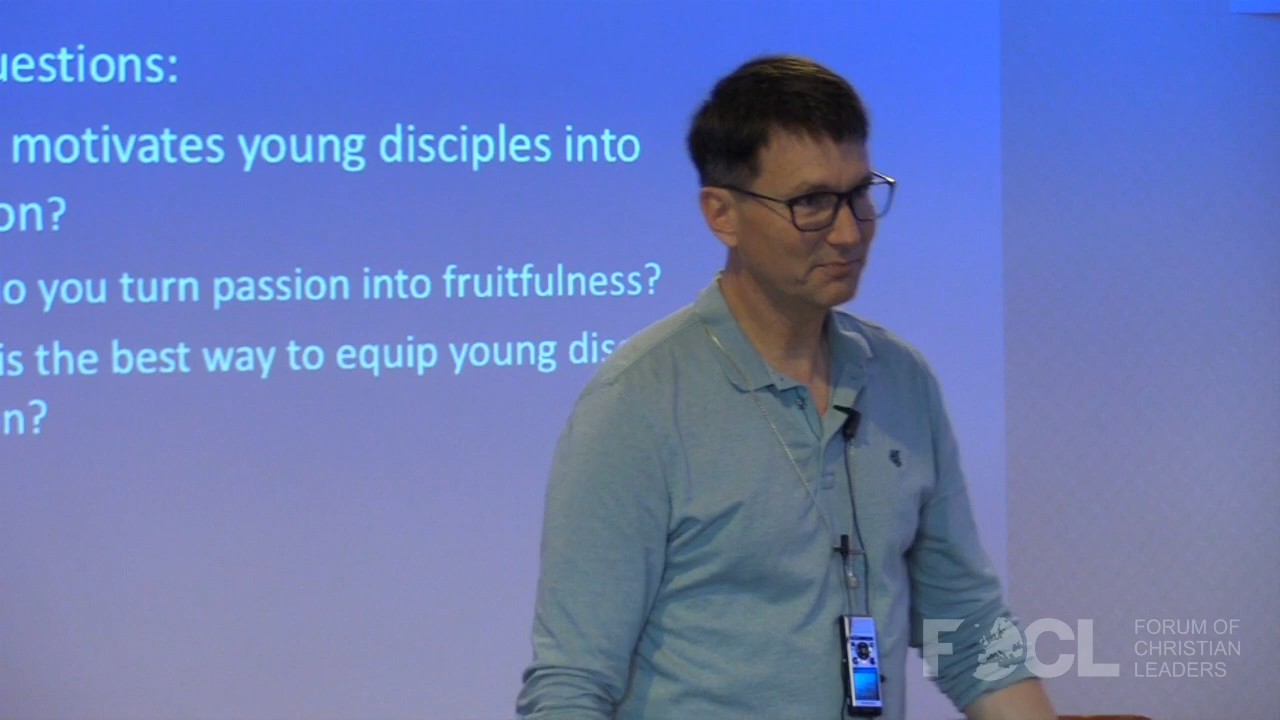 uestions:
motivates young disciples into
on?
o you turn passion into fruitfulness?
is the best way to equip young dis
n?
FOCL
FORUM OF
CHRISTIAN
LEADERS